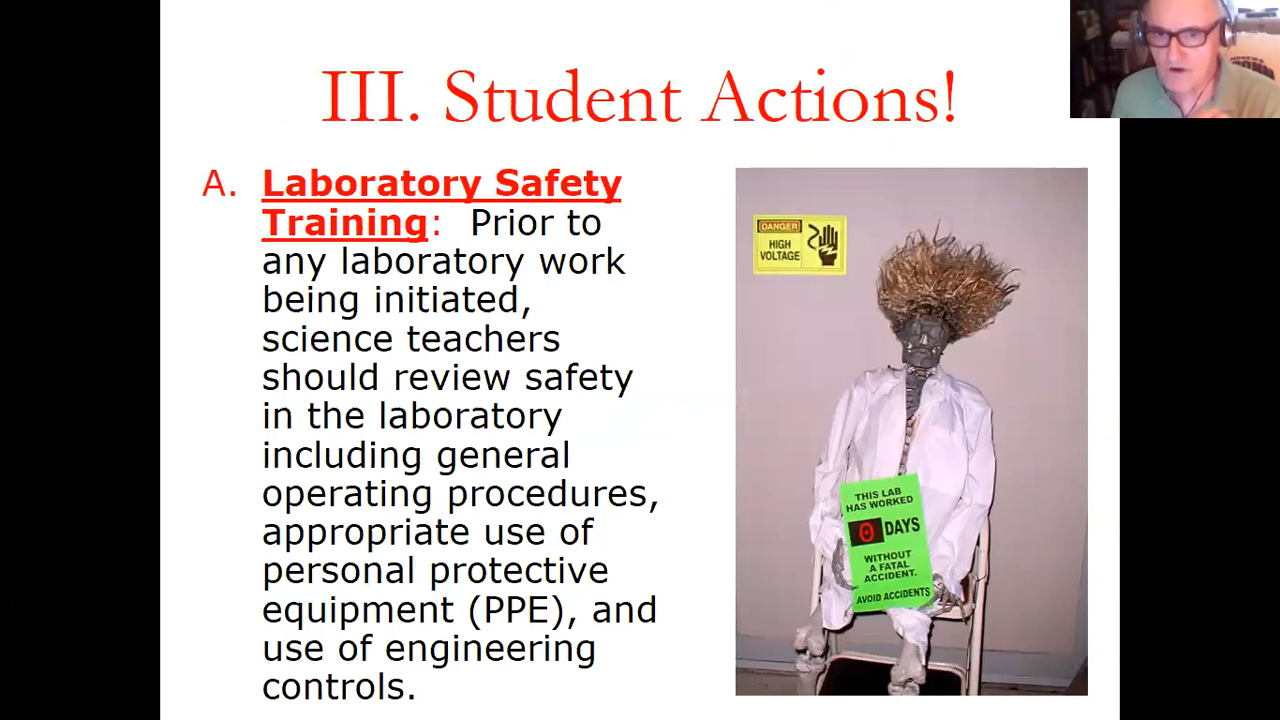 III. Student Actions!
A. Laboratory Safety
Training: Prior to
any laboratory work
being initiated,
science teachers
should review safety
in the laboratory
including general
operating procedures,
appropriate use of
personal protective
equipment (PPE), and
use of engineering
controls.
DANGER
HIGH
VOLTAGE
THIS LAB
HAS WORKED
0 DAYS
WITHOUT
A FATAL
ACCIDENT.
AVOID ACCIDENTS